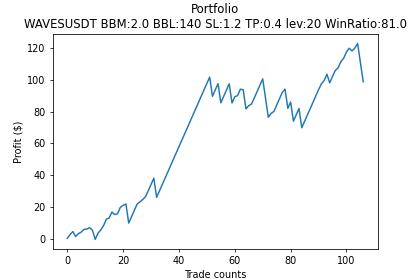 Portfolio
WAVESUSDT BBM:2.0 BBL:140 SL:1.2 TP:0.4 lev:20 WinRatio:81.0
120
100
80
60
40
20
0
Profit ($)
0 20 40 60 80 100
Trade counts